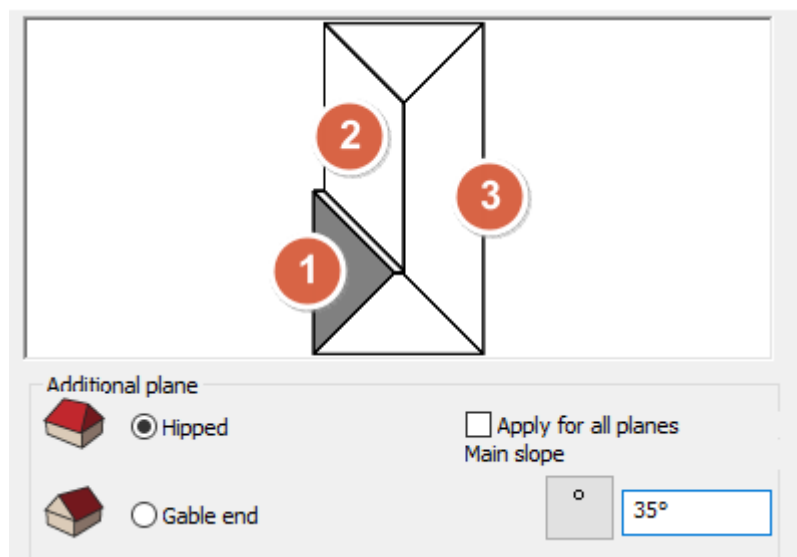 2
3
1
Additional plane
Hipped
Apply for all planes
Main slope
Gable end
°
35°